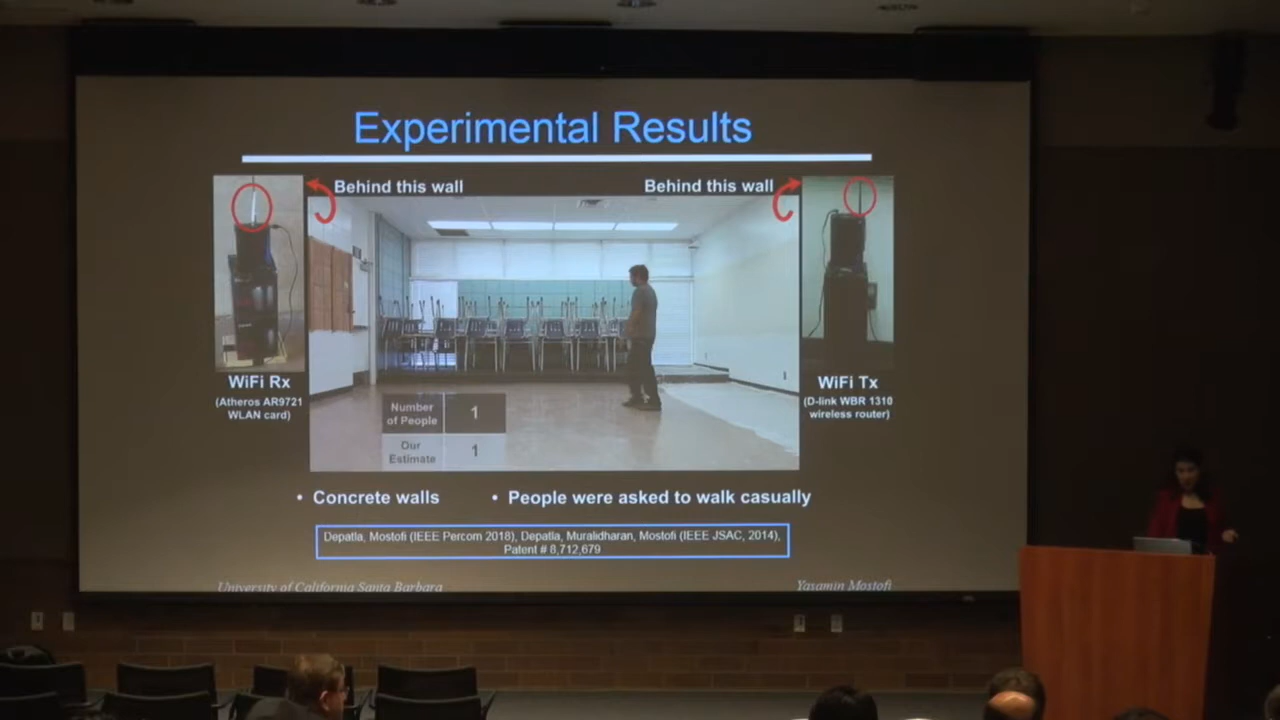 Experimental Results
Behind this wall
Behind this wall
WiFi Rx
(Atheros AR9721
WLAN card)
WiFi Tx
(D-link WBR 1310
wireless router)
Number
of People
1
Our
Estimate
1
• Concrete walls
• People were asked to walk casually
Depatla, Mostofi (IEEE Percom 2018), Depatla, Muralidharan, Mostofi (IEEE JSAC, 2014),
Patent # 8,712,679
University of California Santa Barbara
Yasamin Mostofi